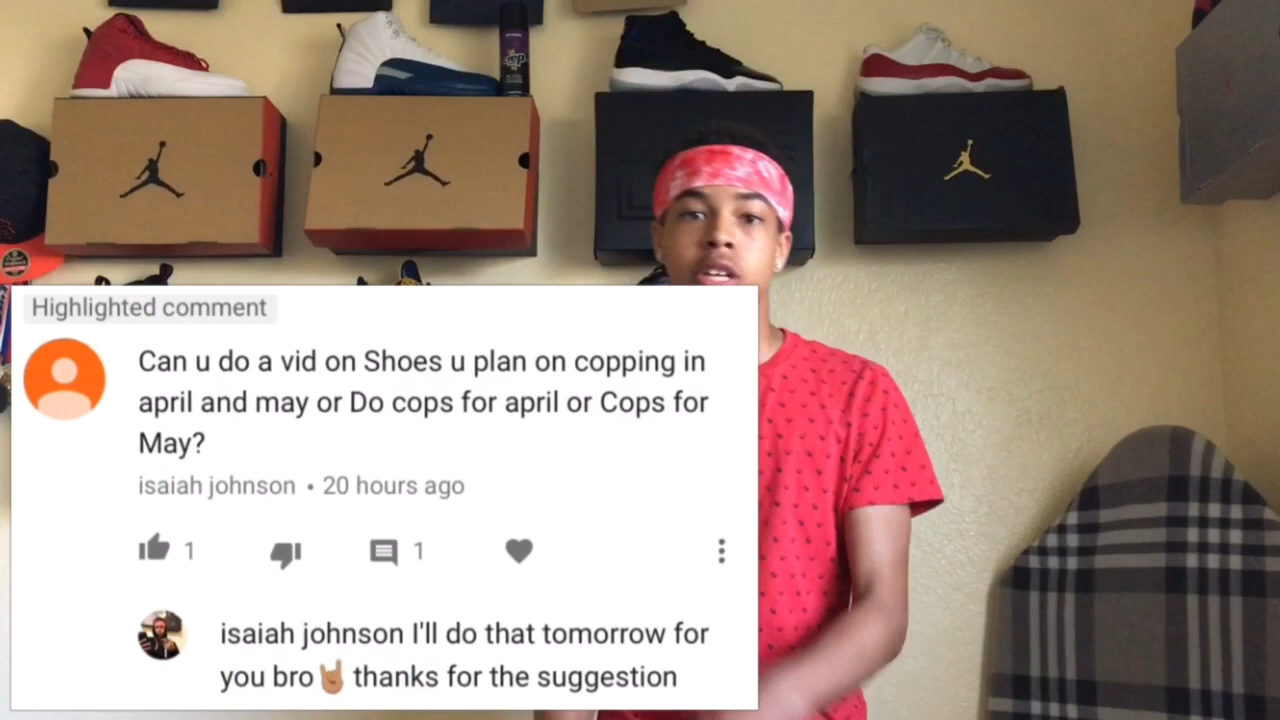 Highlighted comment
Can u do a vid on Shoes u plan on copping in
april and may or Do cops for april or Cops for
May?
isaiah johnson • 20 hours ago
1
1
isaiah johnson I'll do that tomorrow for
you bro🤘🏽 thanks for the suggestion